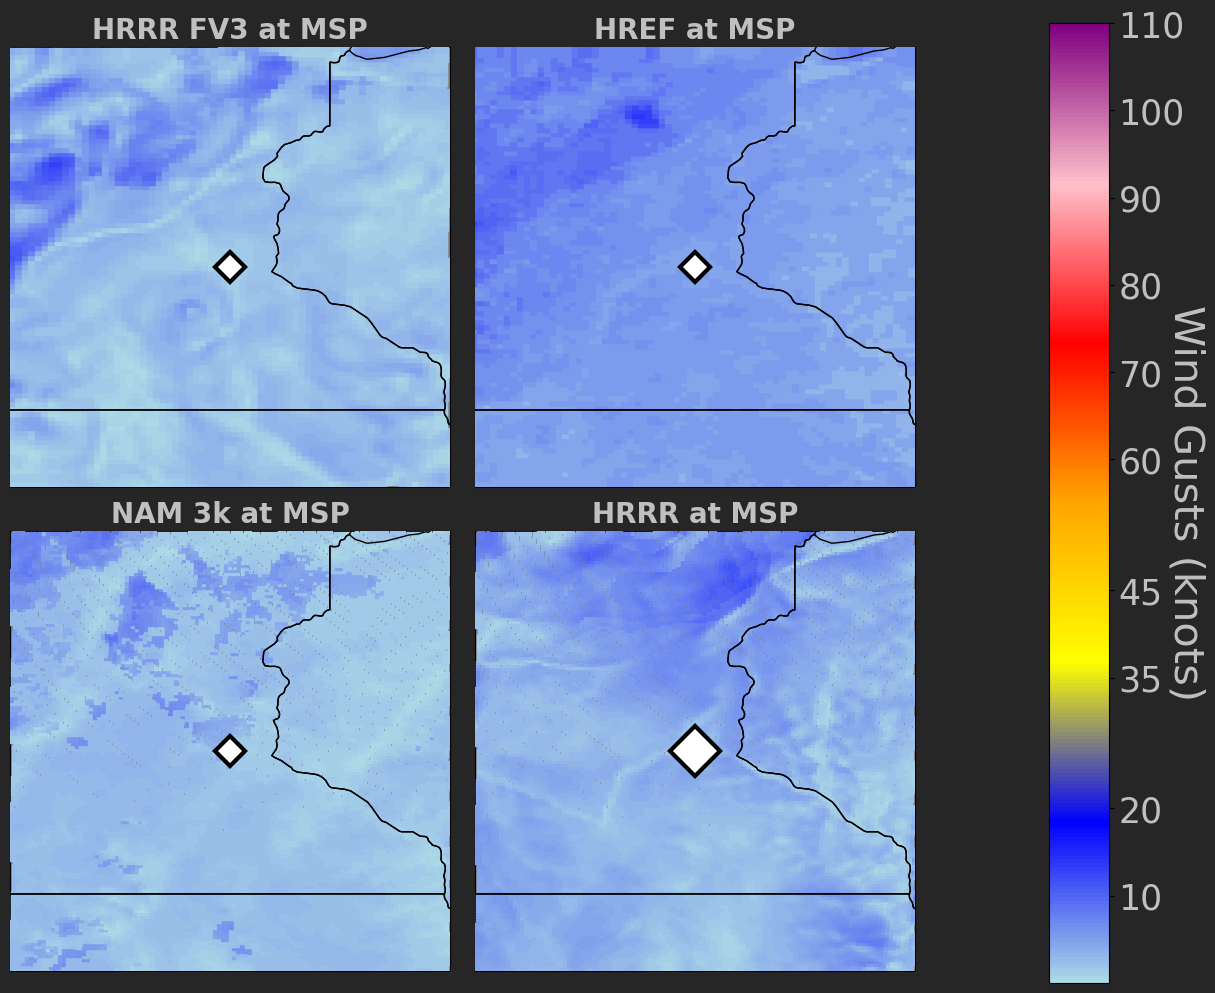 HRRR FV3 at MSP
HREF at MSP
NAM 3k at MSP
HRRR at MSP
110
100
90
80
70
60
45
35
20
10
Wind Gusts (knots)